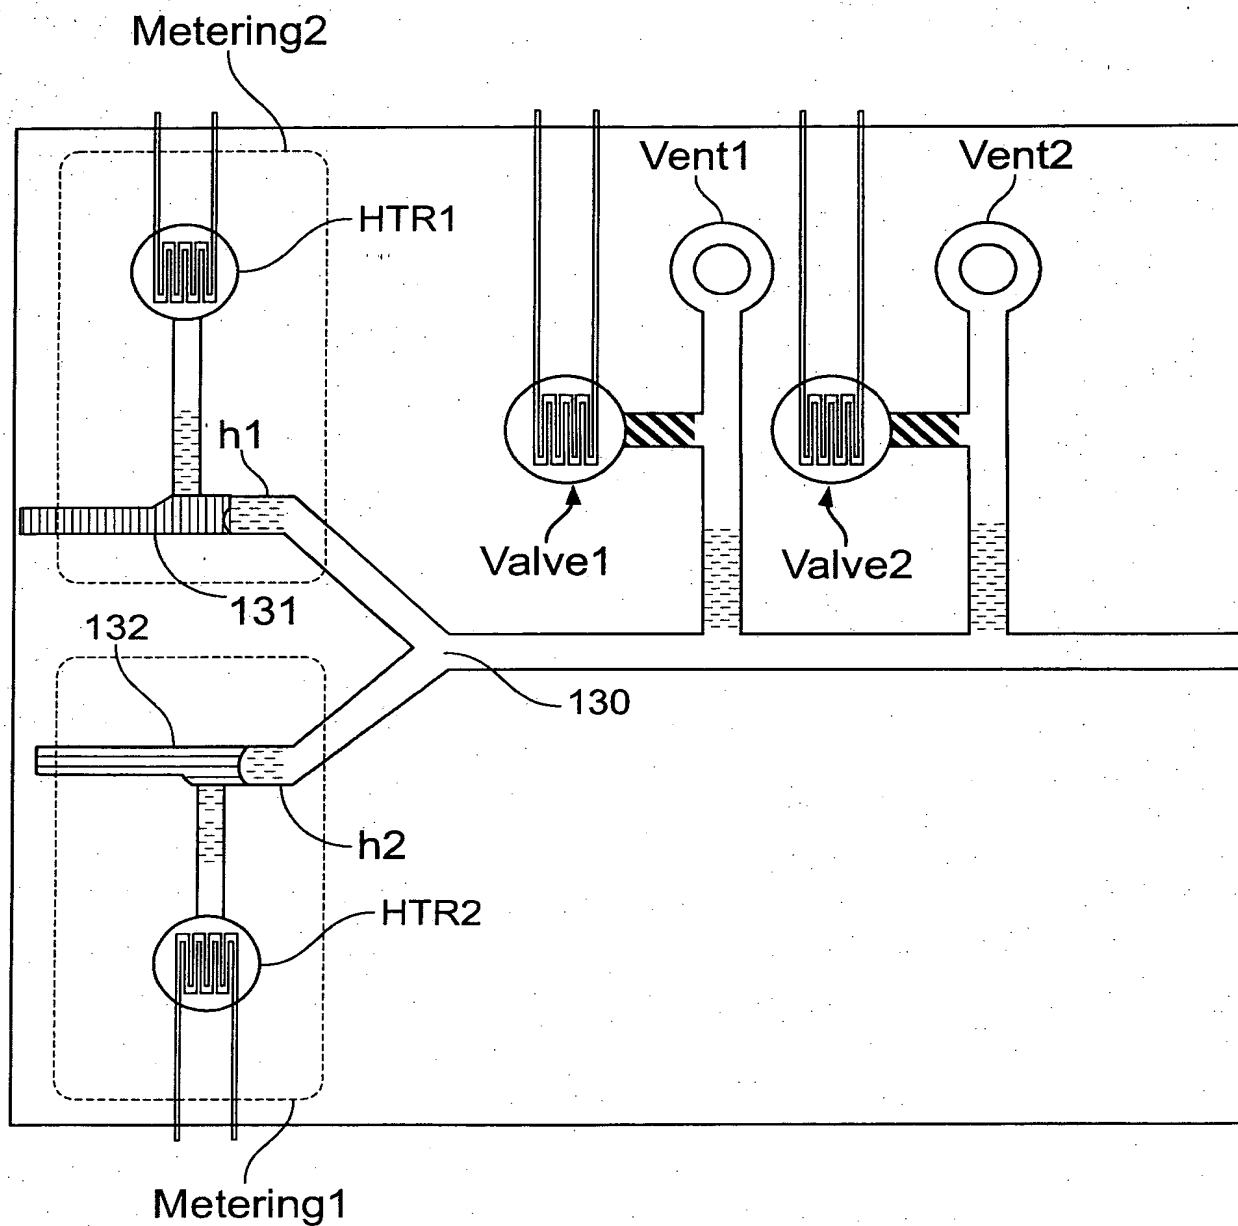 Metering2
Vent1
Vent2
HTR1
h1
Valve1
Valve2
131
132
130
h2
HTR2
Metering1